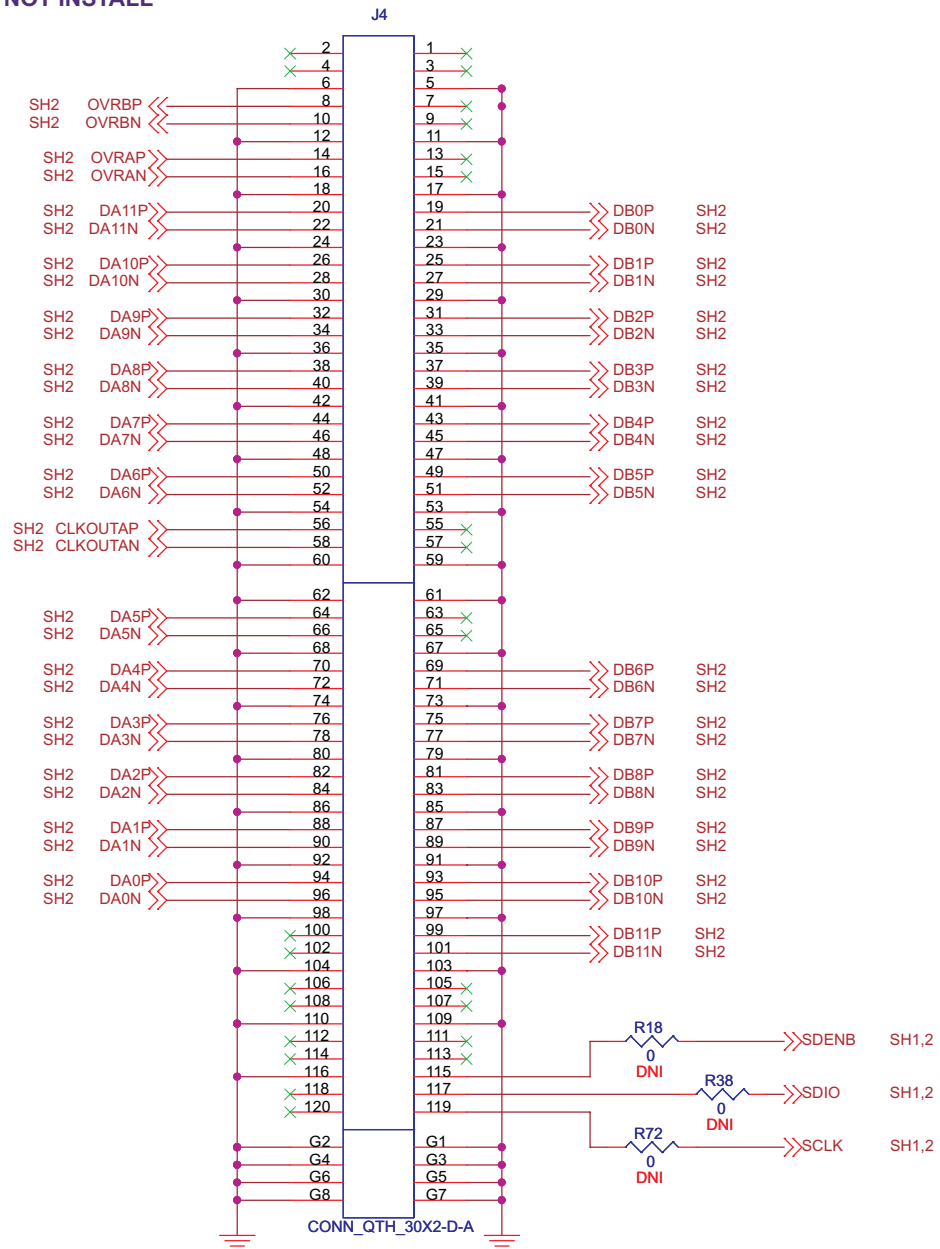 NOT INSTALL
J4
2 1
4 3
6 5
SH2 OVRBP 8 7
SH2 OVRBN 10 9
12 11
SH2 OVRAP 14 13
SH2 OVRAN 16 15
18 17
SH2 DA11P 20 19 DB0P SH2
SH2 DA11N 22 21 DB0N SH2
24 23
SH2 DA10P 26 25 DB1P SH2
SH2 DA10N 28 27 DB1N SH2
30 29
SH2 DA9P 32 31 DB2P SH2
SH2 DA9N 34 33 DB2N SH2
36 35
SH2 DA8P 38 37 DB3P SH2
SH2 DA8N 40 39 DB3N SH2
42 41
SH2 DA7P 44 43 DB4P SH2
SH2 DA7N 46 45 DB4N SH2
48 47
SH2 DA6P 50 49 DB5P SH2
SH2 DA6N 52 51 DB5N SH2
54 53
SH2 CLKOUTAP 56 55
SH2 CLKOUTAN 58 57
60 59
62 61
SH2 DA5P 64 63
SH2 DA5N 66 65
68 67
SH2 DA4P 70 69 DB6P SH2
SH2 DA4N 72 71 DB6N SH2
74 73
SH2 DA3P 76 75 DB7P SH2
SH2 DA3N 78 77 DB7N SH2
80 79
SH2 DA2P 82 81 DB8P SH2
SH2 DA2N 84 83 DB8N SH2
86 85
SH2 DA1P 88 87 DB9P SH2
SH2 DA1N 90 89 DB9N SH2
92 91
SH2 DA0P 94 93 DB10P SH2
SH2 DA0N 96 95 DB10N SH2
98 97
100 99 DB11P SH2
102 101 DB11N SH2
104 103
106 105
108 107
110 109
R18
112 111 0 SDENB SH1,2
114 113 DNI
116 115
R38
118 117 0 SDIO SH1,2
120 119 DNI
R72
G2 G1 0 SCLK SH1,2
G4 G3 DNI
G6 G5
G8 G7
CONN_QTH_30X2-D-A